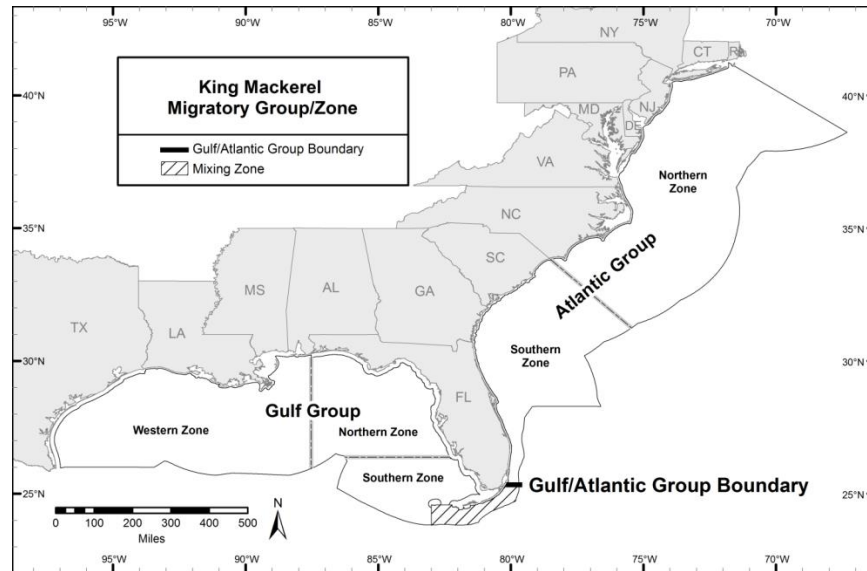 95°W 90°W 85°W 80°W 75°W 70°W
King Mackerel
Migratory Group/Zone
Gulf/Atlantic Group Boundary
Mixing Zone
NY
CT
RI
PA
40°N
40°N
NJ
MD
DE
VA
Northern
Zone
NC
35°N
35°N
SC
Atlantic Group
MS
AL
GA
TX
LA
30°N
30°N
Southern
Zone
FL
Gulf Group
Western Zone
Northern Zone
Southern Zone
25°N
25°N
Gulf/Atlantic Group Boundary
0 50 100 200 300 400 500
Miles
N
95°W 90°W 85°W 80°W 75°W 70°W